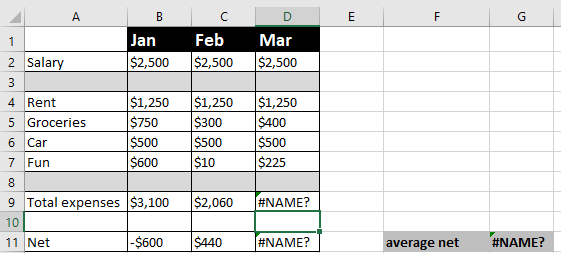 A B C D E F G
1 Jan Feb Mar
2 Salary $2,500 $2,500 $2,500
3
4 Rent $1,250 $1,250 $1,250
5 Groceries $750 $300 $400
6 Car $500 $500 $500
7 Fun $600 $10 $225
8
9 Total expenses $3,100 $2,060 #NAME?
10
11 Net -$600 $440 #NAME? average net #NAME?